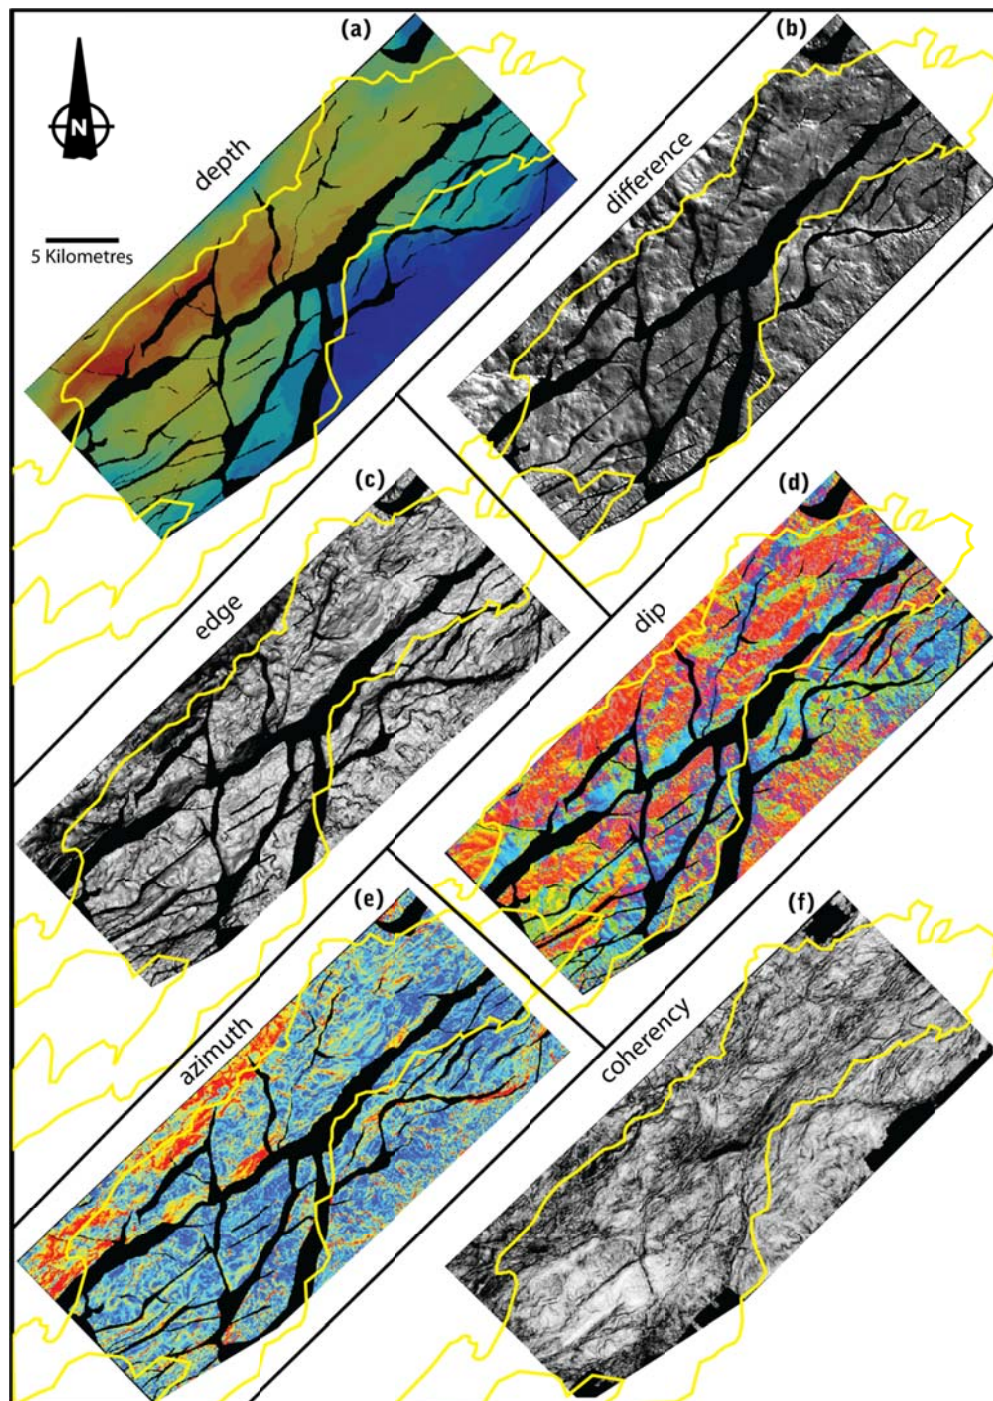 (a)
(b)
N
depth
difference
5 Kilometres
(c)
(d)
edge
dip
(e)
(f)
azimuth
coherency